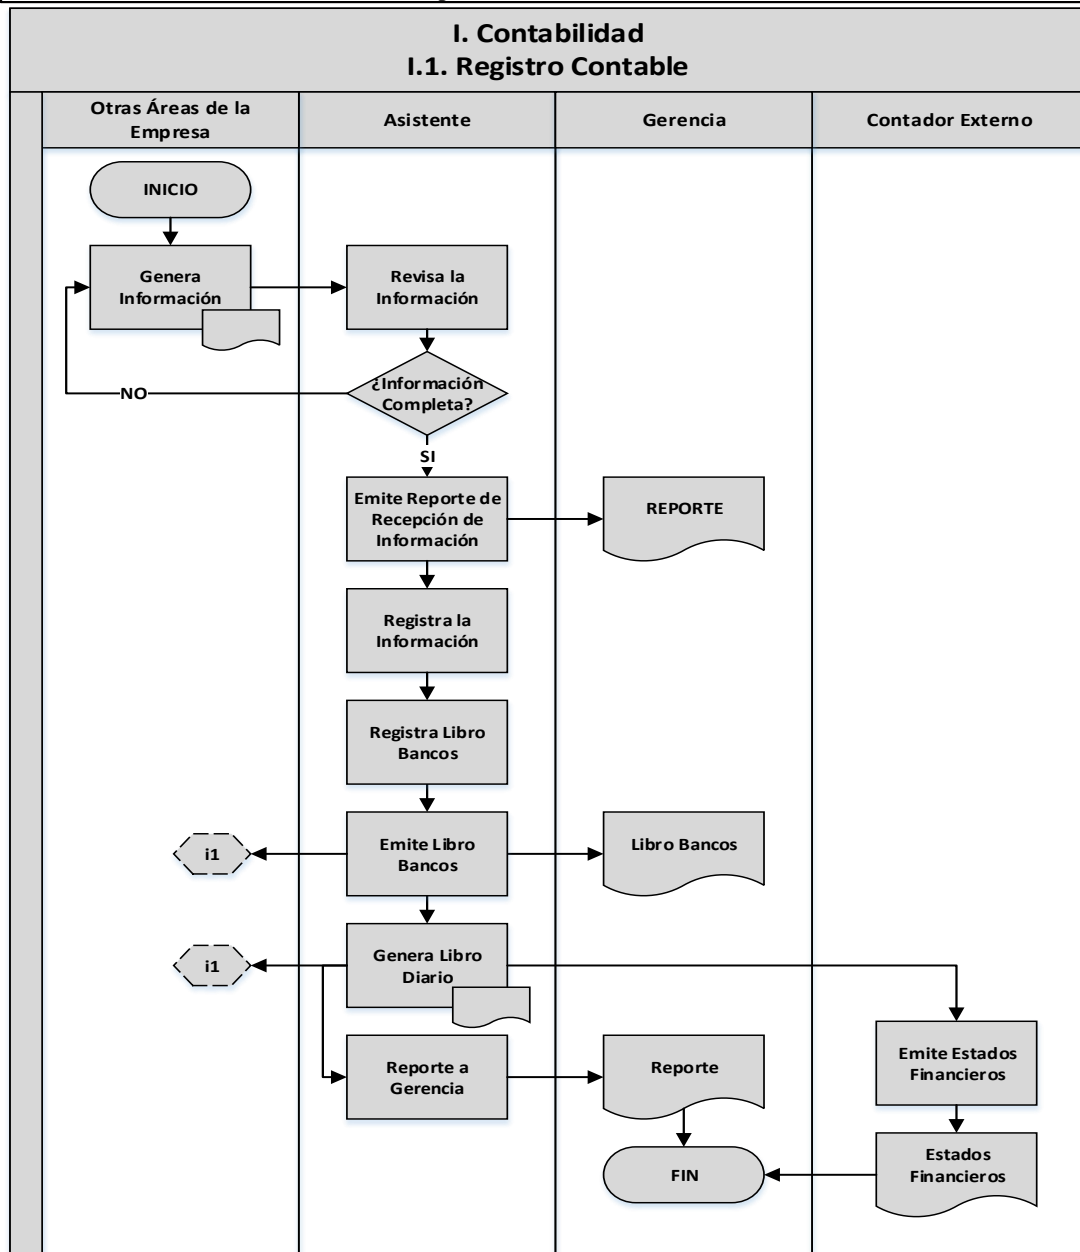 I. Contabilidad
I.1. Registro Contable
Otras Áreas de la
Empresa
Asistente
Gerencia
Contador Externo
INICIO
Genera
Información
Revisa la
Información
¿Información
Completa?
NO
SI
Emite Reporte de
Recepción de
Información
REPORTE
Registra la
Información
Registra Libro
Bancos
i1
Emite Libro
Bancos
Libro Bancos
i1
Genera Libro
Diario
Reporte a
Gerencia
Reporte
Emite Estados
Financieros
Estados
Financieros
FIN